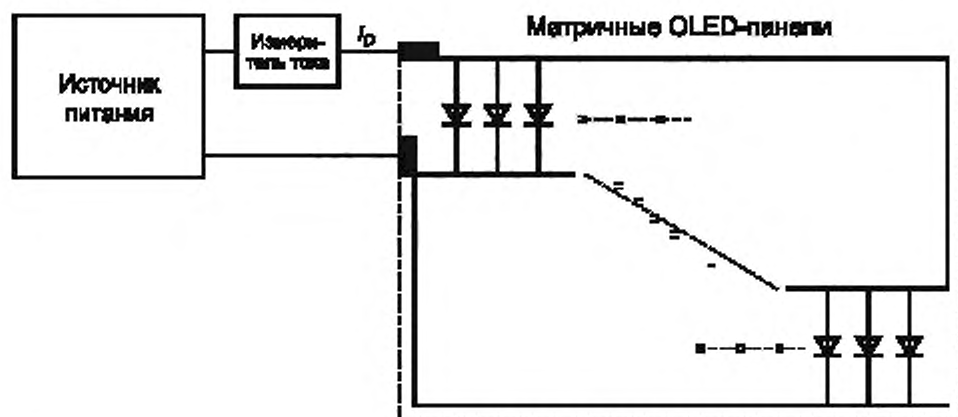 Матричные OLED-панели
Источник
питания
Измери-
тель тока
I_D